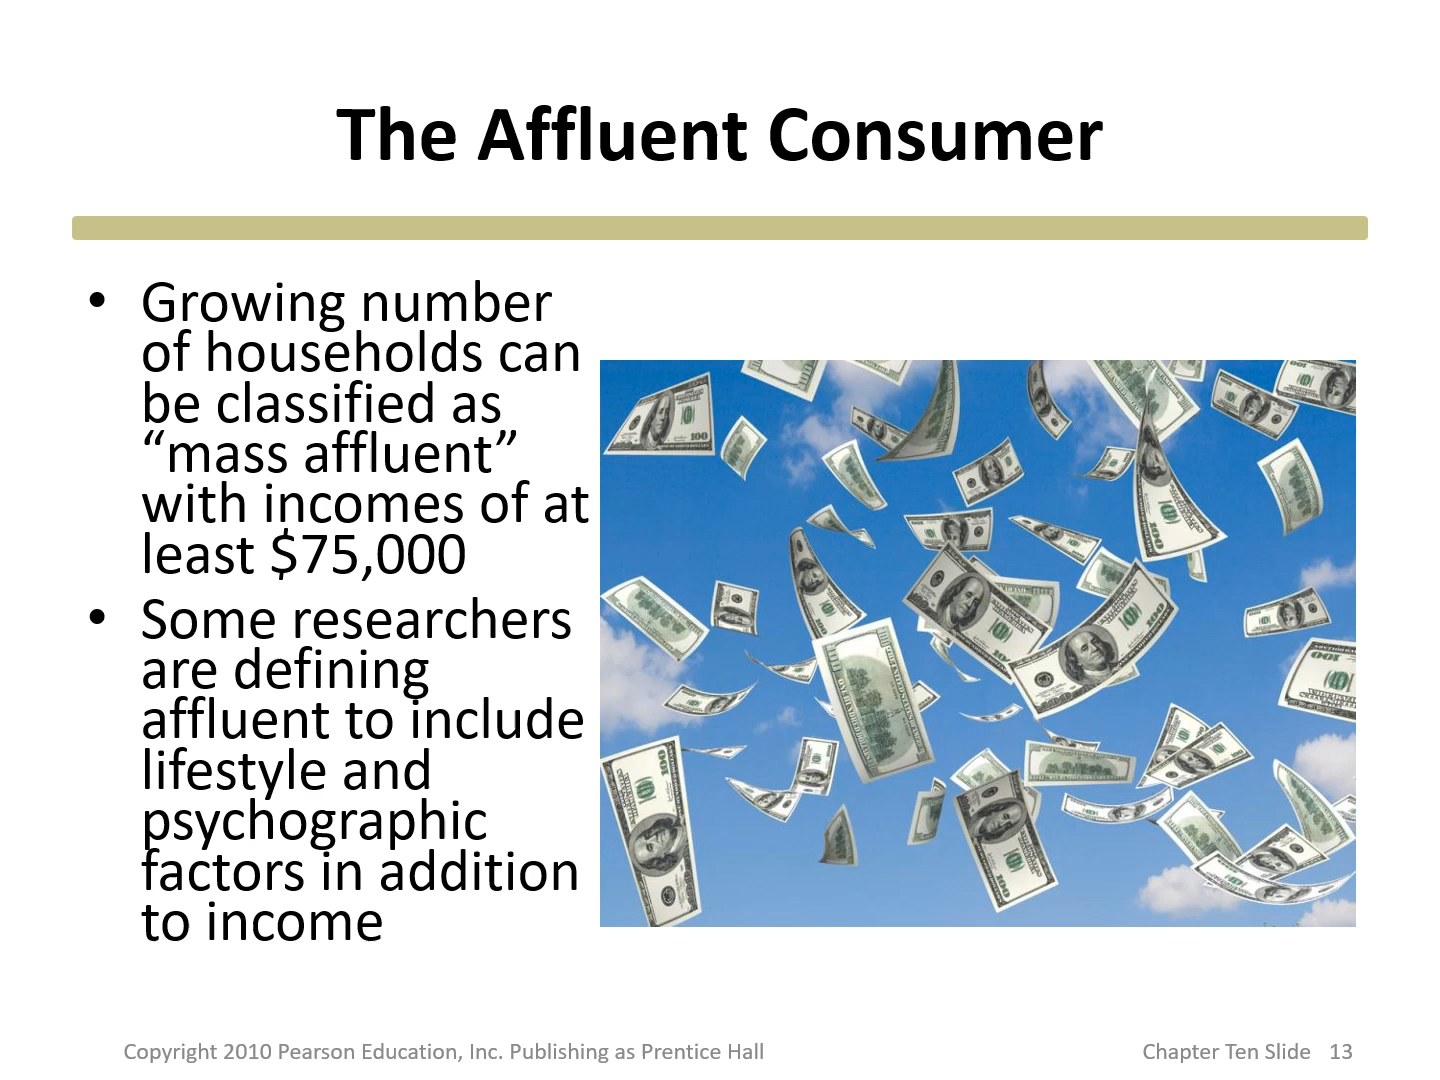 The Affluent Consumer
• Growing number
of households can
be classified as
“mass affluent”
with incomes of at
least $75,000
• Some researchers
are defining
affluent to include
lifestyle and
psychographic
factors in addition
to income
Copyright 2010 Pearson Education, Inc. Publishing as Prentice Hall
Chapter Ten Slide 13